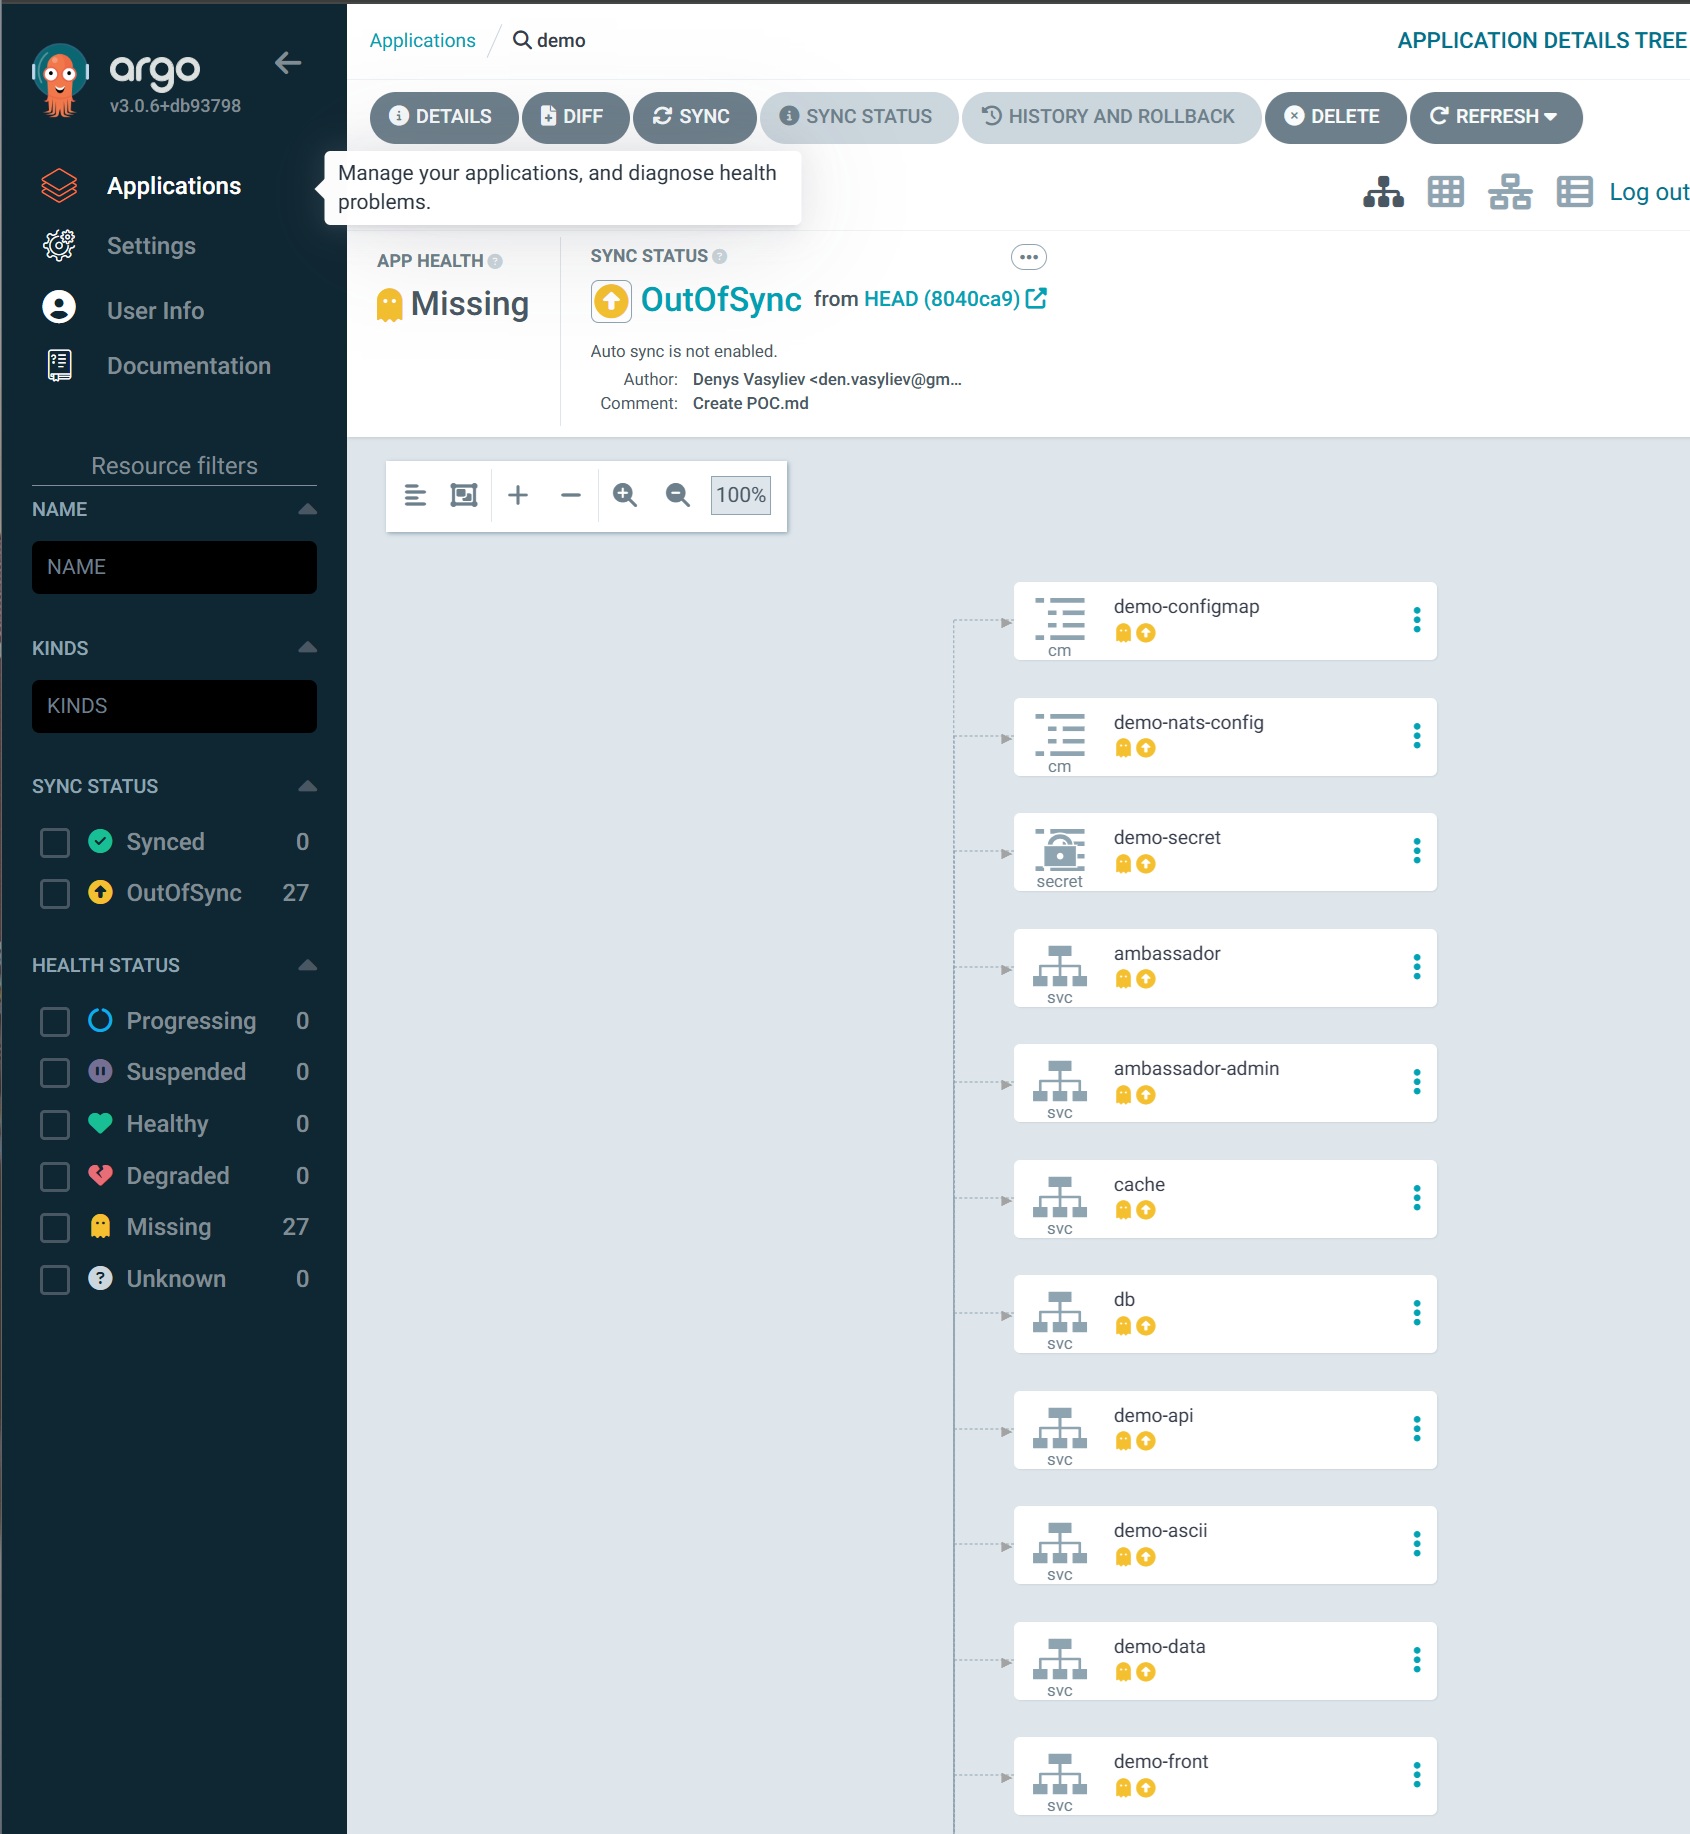 argo
v3.0.6+db93798
Applications
Settings
User Info
Documentation
Resource filters
NAME
NAME
KINDS
KINDS
SYNC STATUS
Synced 0
OutOfSync 27
HEALTH STATUS
Progressing 0
Suspended 0
Healthy 0
Degraded 0
Missing 27
Unknown 0
Applications / demo
APPLICATION DETAILS TREE
DETAILS DIFF SYNC SYNC STATUS HISTORY AND ROLLBACK DELETE REFRESH
Manage your applications, and diagnose health
problems.
Log out
APP HEALTH
Missing
SYNC STATUS
OutOfSync from HEAD (8040ca9)
Auto sync is not enabled.
Author: Denys Vasyliev <den.vasyliev@gm...
Comment: Create POC.md
100%
demo-configmap
cm
demo-nats-config
cm
demo-secret
secret
ambassador
svc
ambassador-admin
svc
cache
svc
db
svc
demo-api
svc
demo-ascii
svc
demo-data
svc
demo-front
svc